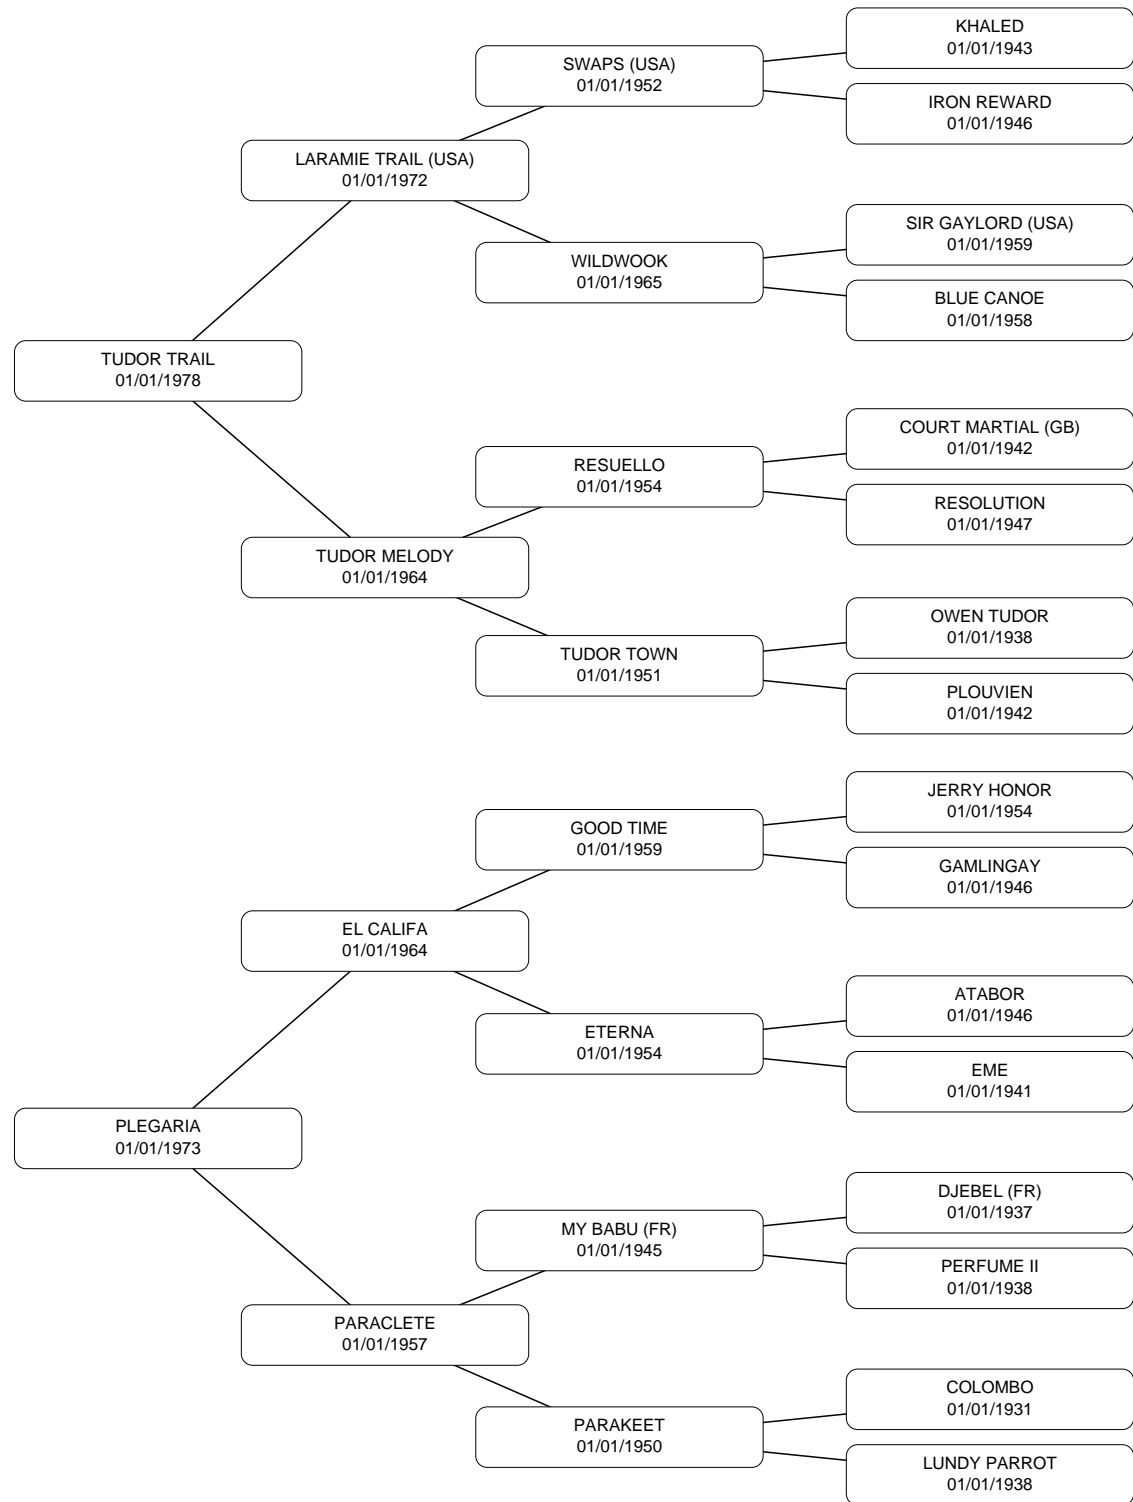 KHALED
01/01/1943
SWAPS (USA)
01/01/1952
IRON REWARD
01/01/1946
LARAMIE TRAIL (USA)
01/01/1972
SIR GAYLORD (USA)
01/01/1959
WILDWOOK
01/01/1965
BLUE CANOE
01/01/1958
TUDOR TRAIL
01/01/1978
COURT MARTIAL (GB)
01/01/1942
RESUELLO
01/01/1954
RESOLUTION
01/01/1947
TUDOR MELODY
01/01/1964
OWEN TUDOR
01/01/1938
TUDOR TOWN
01/01/1951
PLOUVIEN
01/01/1942
JERRY HONOR
01/01/1954
GOOD TIME
01/01/1959
GAMLINGAY
01/01/1946
EL CALIFA
01/01/1964
ATABOR
01/01/1946
ETERNA
01/01/1954
EME
01/01/1941
PLEGARIA
01/01/1973
DJEBEL (FR)
01/01/1937
MY BABU (FR)
01/01/1945
PERFUME II
01/01/1938
PARACLETE
01/01/1957
COLOMBO
01/01/1931
PARAKEET
01/01/1950
LUNDY PARROT
01/01/1938